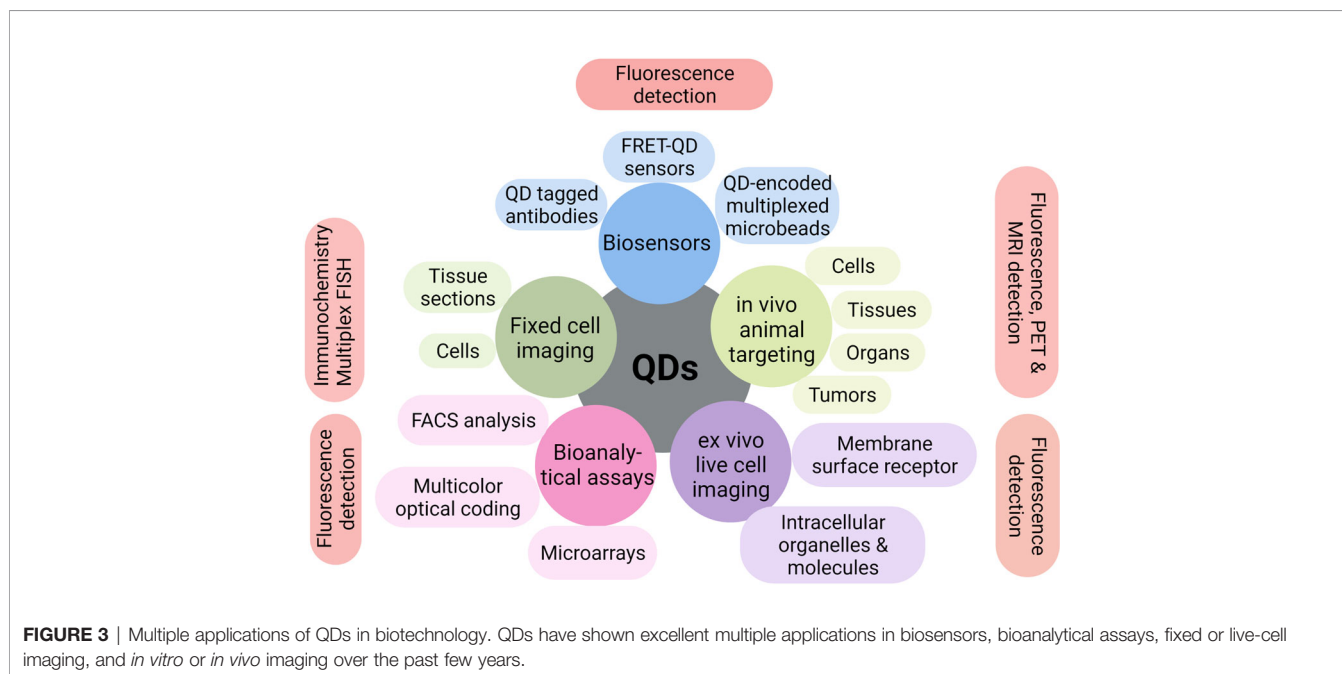 Fluorescence
detection
FRET-QD
sensors
QD tagged
antibodies
QD-encoded
multiplexed
microbeads
Biosensors
Immunochemistry
Multiplex FISH
Tissue
sections
Cells
Fixed cell
imaging
QDs
in vivo
animal
targeting
Cells
Tissues
Organs
Tumors
Fluorescence, PET &
MRI detection
Fluorescence
detection
FACS analysis
Multicolor
optical coding
Microarrays
Bioanaly-
tical assays
ex vivo
live cell
imaging
Membrane
surface receptor
Intracellular
organelles &
molecules
Fluorescence
detection
FIGURE 3 | Multiple applications of QDs in biotechnology. QDs have shown excellent multiple applications in biosensors, bioanalytical assays, fixed or live-cell
imaging, and in vitro or in vivo imaging over the past few years.